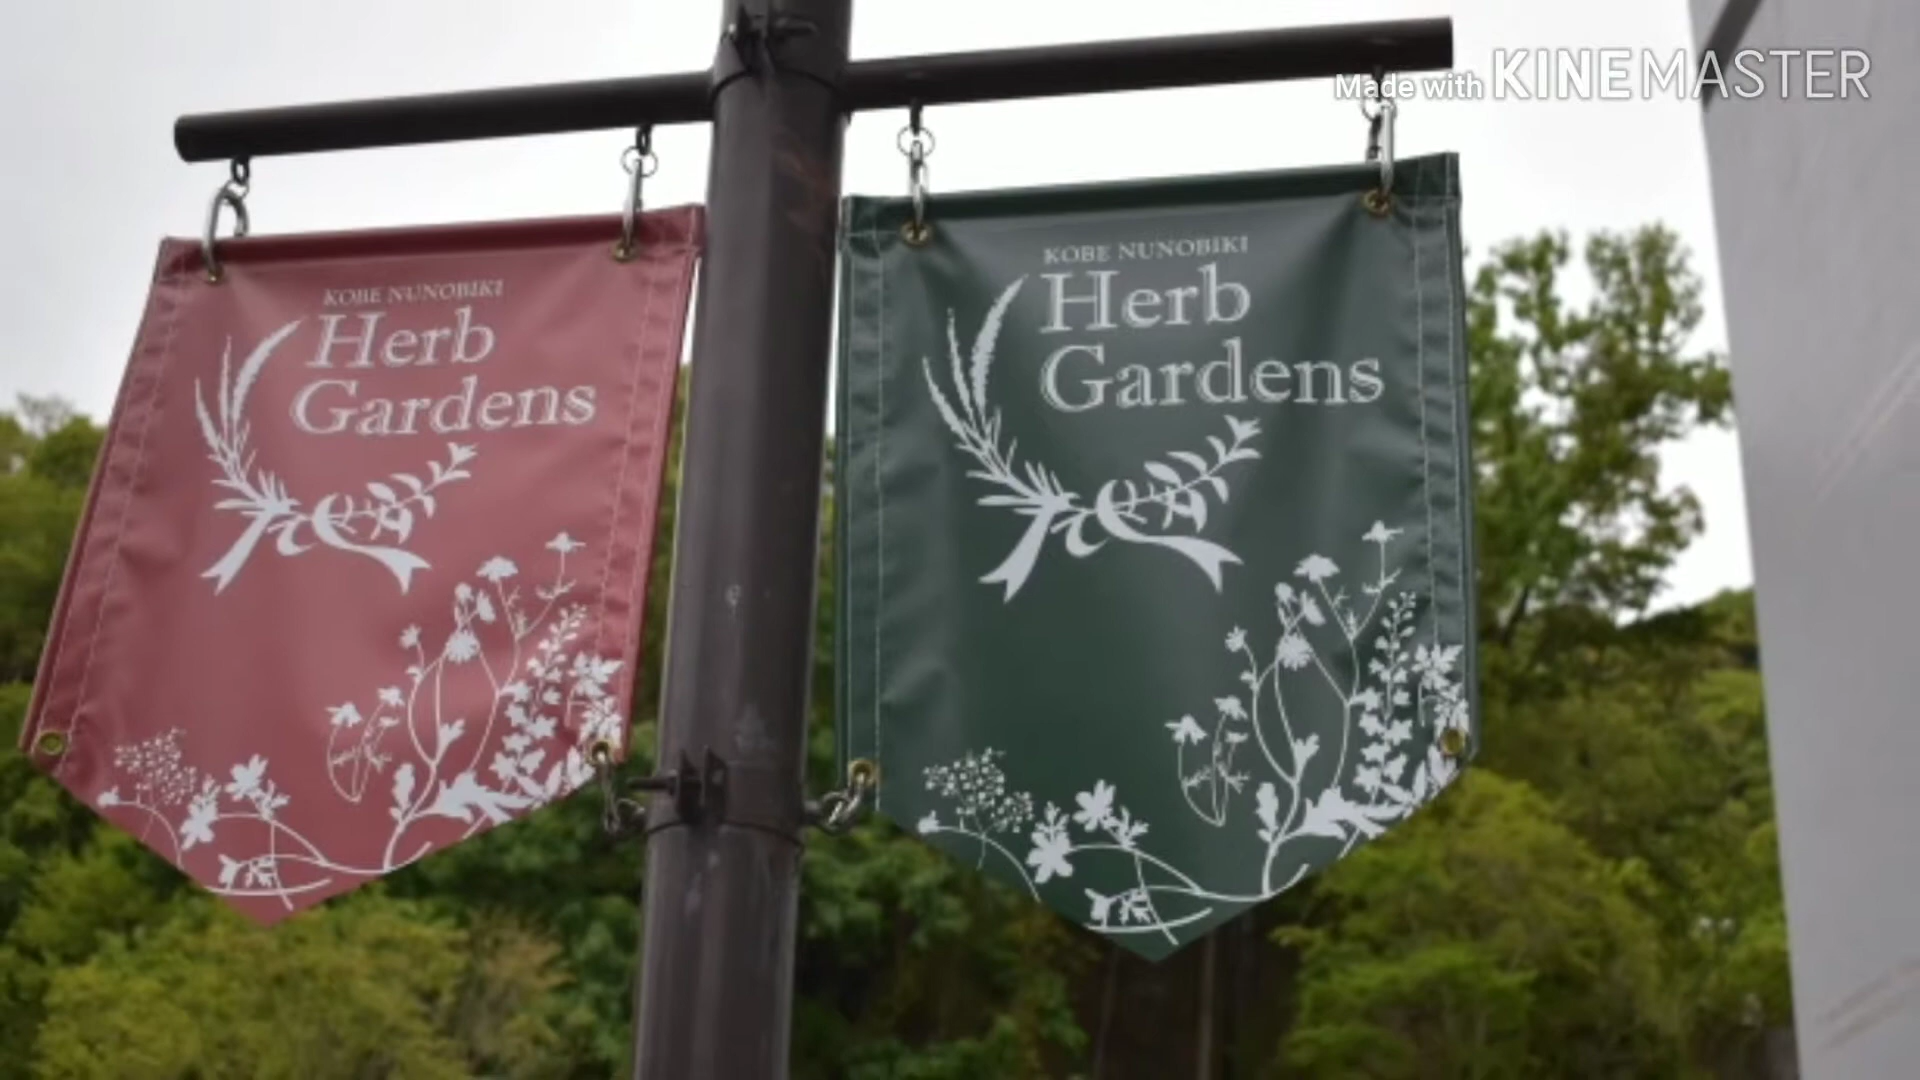 Made with KINEMASTER
KOBE NUNOBIKI
Herb
Gardens
KOBE NUNOBIKI
Herb
Gardens